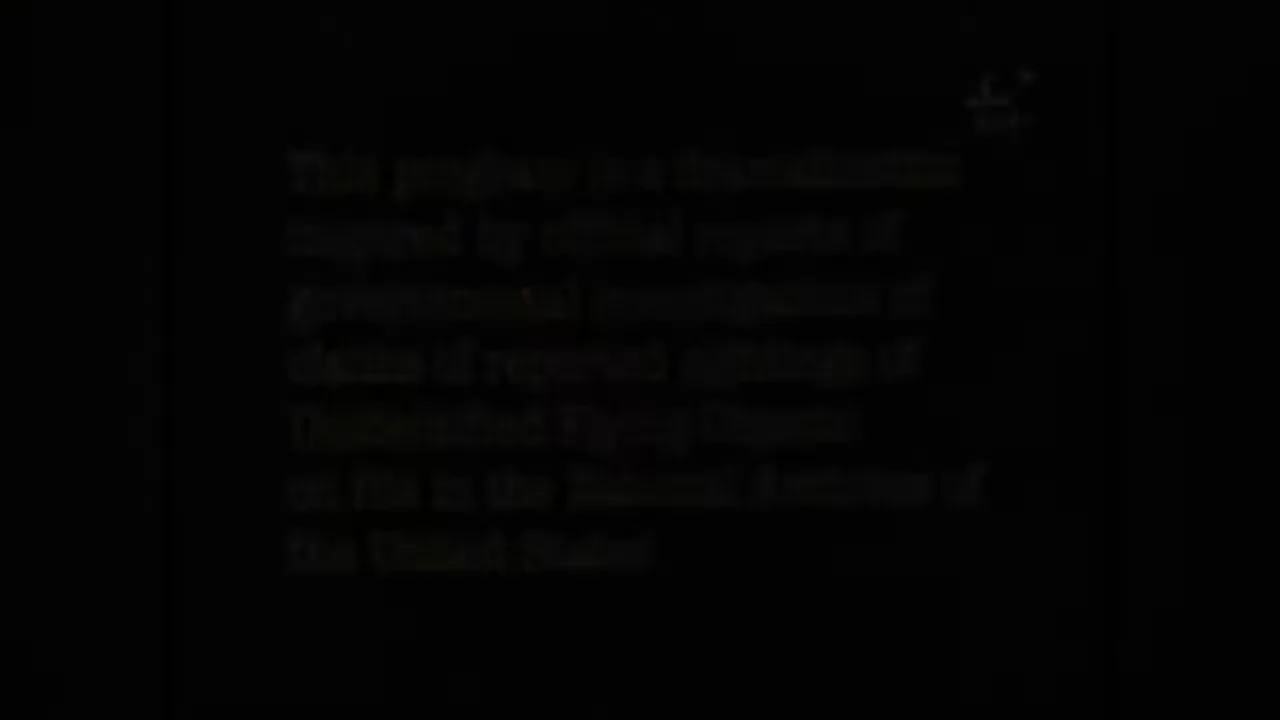 This program is a dramatization
inspired by official reports of
governmental investigations of
claims of reported sightings of
Unidentified Flying Objects
on file in the National Archives of
the United States.